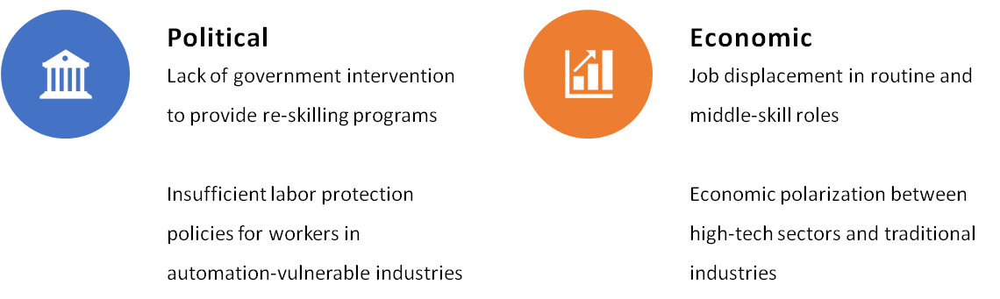 Political
Lack of government intervention
to provide re-skilling programs
Insufficient labor protection
policies for workers in
automation-vulnerable industries
Economic
Job displacement in routine and
middle-skill roles
Economic polarization between
high-tech sectors and traditional
industries